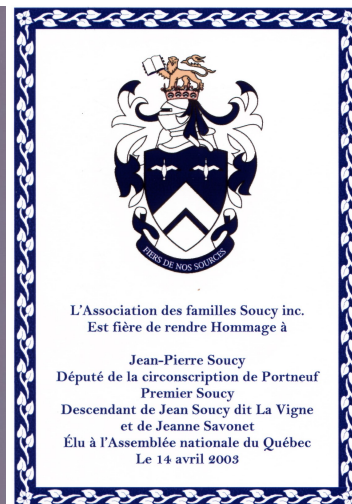 FIERS DE NOS SOURCES
L'Association des familles Soucy inc.
Est fière de rendre Hommage à
Jean-Pierre Soucy
Député de la circonscription de Portneuf
Premier Soucy
Descendant de Jean Soucy dit La Vigne
et de Jeanne Savonet
Élu à l'Assemblée nationale du Québec
Le 14 avril 2003